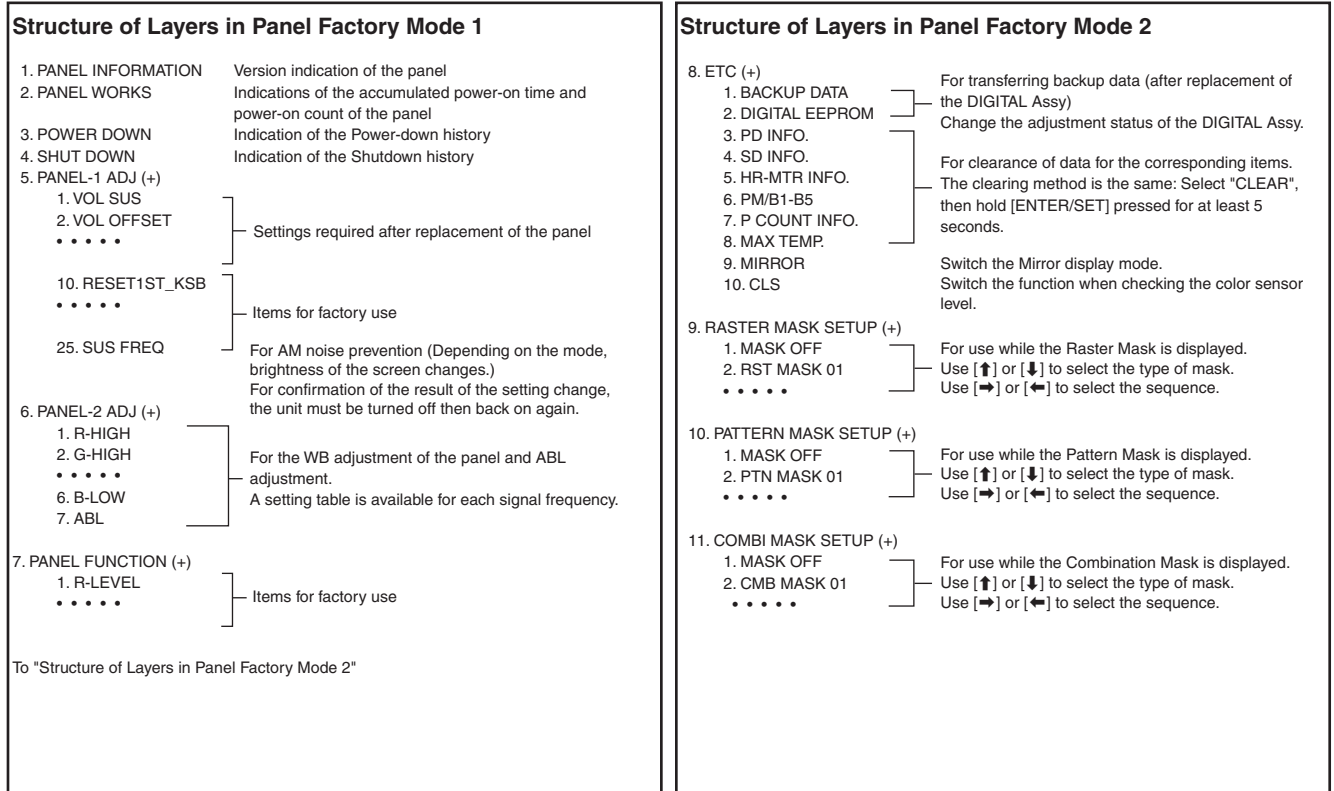 Structure of Layers in Panel Factory Mode 1
1. PANEL INFORMATION Version indication of the panel
2. PANEL WORKS Indications of the accumulated power-on time and
power-on count of the panel
3. POWER DOWN Indication of the Power-down history
4. SHUT DOWN Indication of the Shutdown history
5. PANEL-1 ADJ (+)
1. VOL SUS
2. VOL OFFSET
• • • • •
Settings required after replacement of the panel
10. RESET1ST_KSB
• • • • •
Items for factory use
25. SUS FREQ
For AM noise prevention (Depending on the mode,
brightness of the screen changes.)
For confirmation of the result of the setting change,
the unit must be turned off then back on again.
6. PANEL-2 ADJ (+)
1. R-HIGH
2. G-HIGH
• • • • •
6. B-LOW
7. ABL
For the WB adjustment of the panel and ABL
adjustment.
A setting table is available for each signal frequency.
7. PANEL FUNCTION (+)
1. R-LEVEL
• • • • •
Items for factory use
To "Structure of Layers in Panel Factory Mode 2"
Structure of Layers in Panel Factory Mode 2
8. ETC (+)
1. BACKUP DATA
2. DIGITAL EEPROM
For transferring backup data (after replacement of
the DIGITAL Assy)
Change the adjustment status of the DIGITAL Assy.
3. PD INFO.
4. SD INFO.
5. HR-MTR INFO.
6. PM/B1-B5
7. P COUNT INFO.
8. MAX TEMP.
For clearance of data for the corresponding items.
The clearing method is the same: Select "CLEAR",
then hold [ENTER/SET] pressed for at least 5
seconds.
9. MIRROR Switch the Mirror display mode.
10. CLS Switch the function when checking the color sensor
level.
9. RASTER MASK SETUP (+)
1. MASK OFF
2. RST MASK 01
• • • • •
For use while the Raster Mask is displayed.
Use [⬆] or [⬇] to select the type of mask.
Use [➡] or [⬅] to select the sequence.
10. PATTERN MASK SETUP (+)
1. MASK OFF
2. PTN MASK 01
• • • • •
For use while the Pattern Mask is displayed.
Use [⬆] or [⬇] to select the type of mask.
Use [➡] or [⬅] to select the sequence.
11. COMBI MASK SETUP (+)
1. MASK OFF
2. CMB MASK 01
• • • • •
For use while the Combination Mask is displayed.
Use [⬆] or [⬇] to select the type of mask.
Use [➡] or [⬅] to select the sequence.